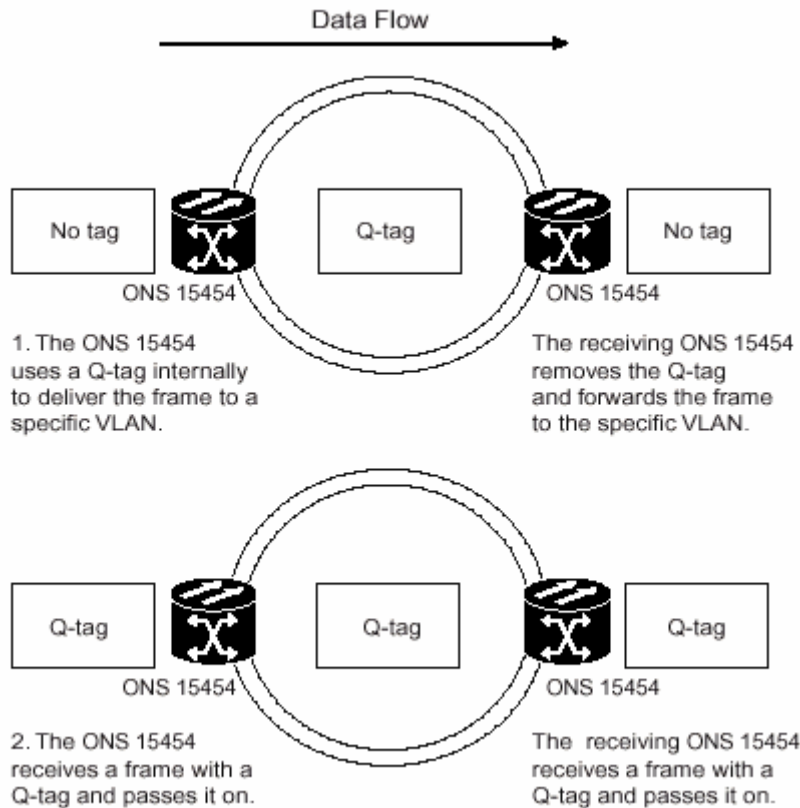 Data Flow
No tag
Q-tag
No tag
ONS 15454
ONS 15454
1. The ONS 15454
uses a Q-tag internally
to deliver the frame to a
specific VLAN.
The receiving ONS 15454
removes the Q-tag
and forwards the frame
to the specific VLAN.
Q-tag
Q-tag
Q-tag
ONS 15454
ONS 15454
2. The ONS 15454
receives a frame with a
Q-tag and passes it on.
The receiving ONS 15454
receives a frame with a
Q-tag and passes it on.